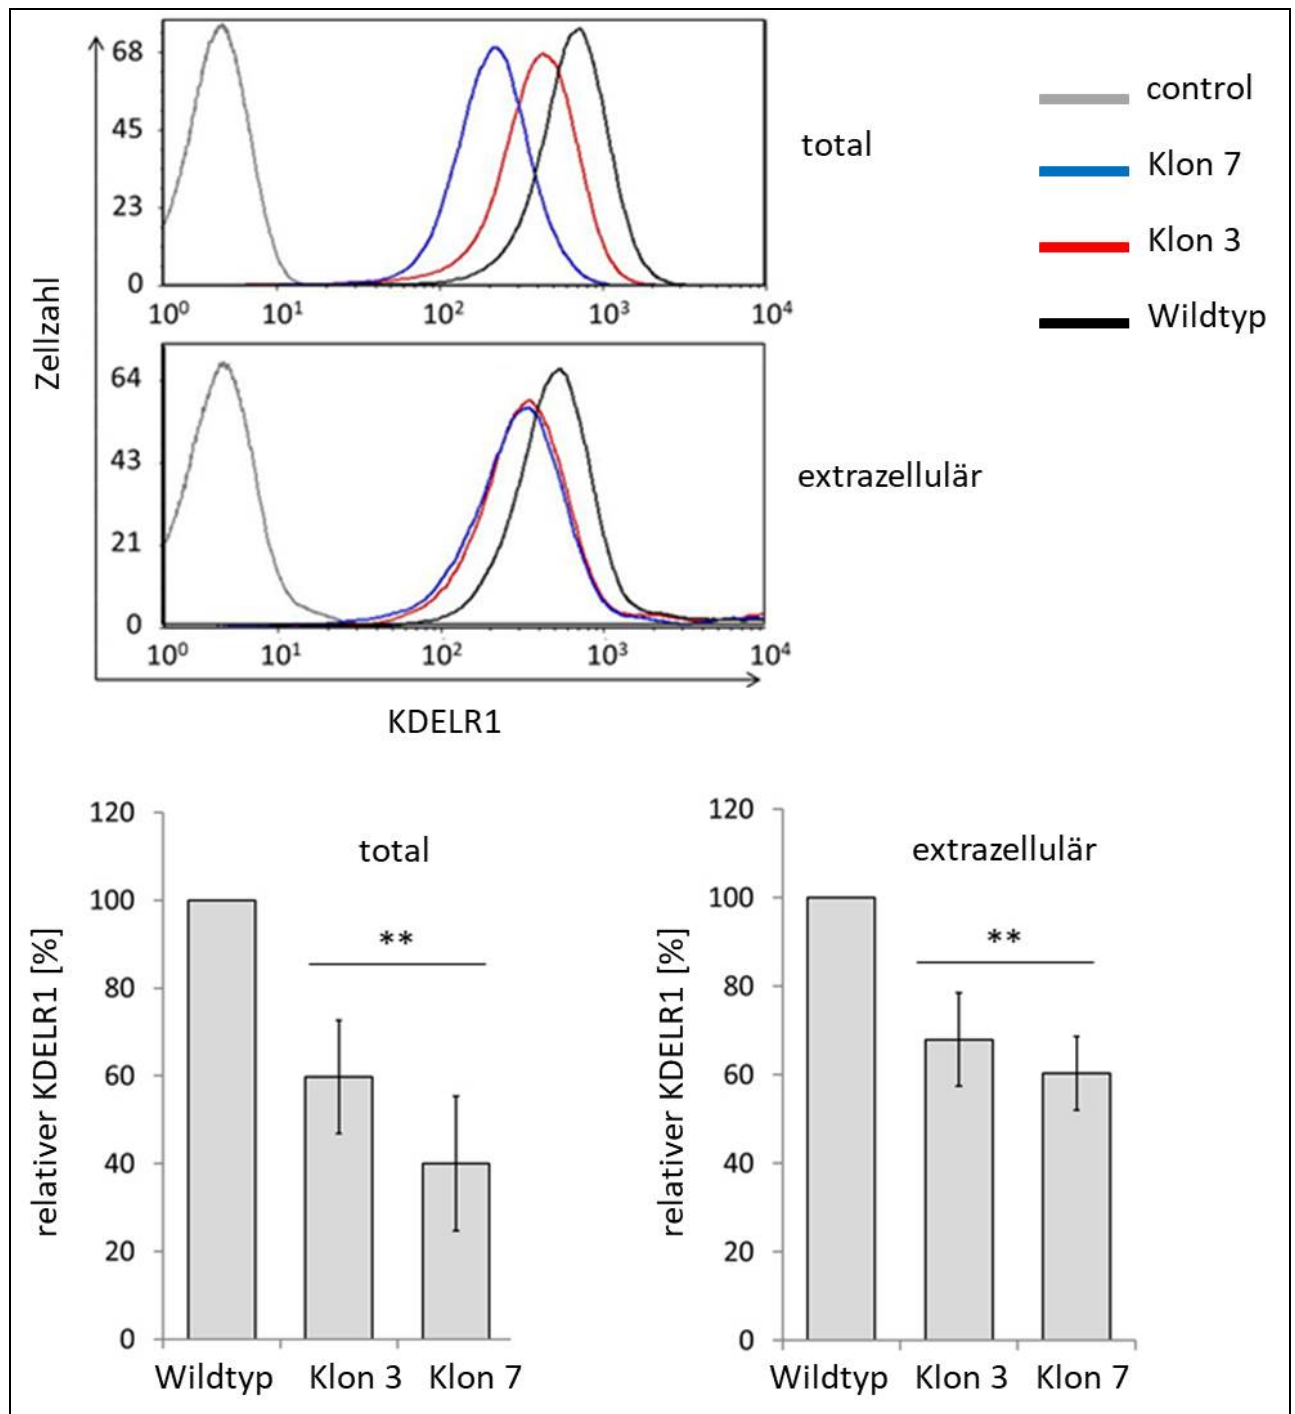 68
45
23
0
10⁰ 10¹ 10² 10³ 10⁴
total
64
43
21
0
10⁰ 10¹ 10² 10³ 10⁴
extrazellulär
Zellzahl
KDELR1
control
Klon 7
Klon 3
Wildtyp
total
**
120
100
80
60
40
20
0
relativer KDELR1 [%]
Wildtyp Klon 3 Klon 7
extrazellulär
**
120
100
80
60
40
20
0
relativer KDELR1 [%]
Wildtyp Klon 3 Klon 7